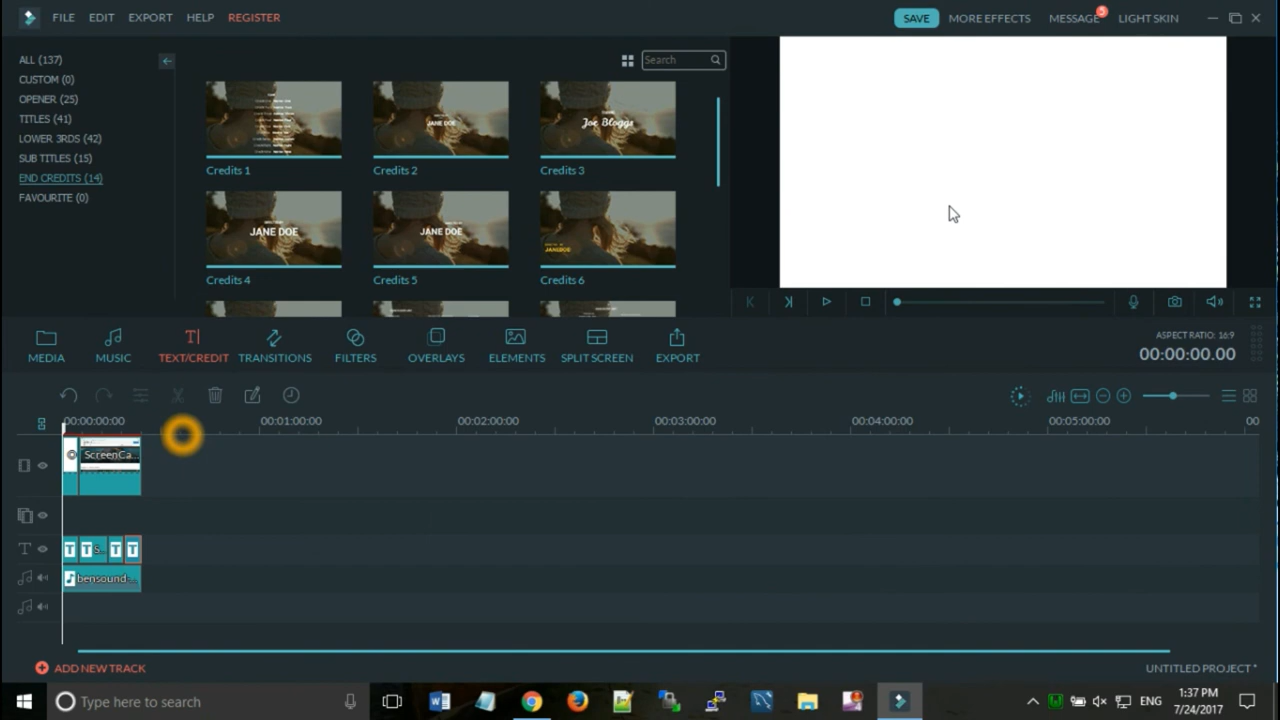 FILE EDIT EXPORT HELP REGISTER SAVE MORE EFFECTS MESSAGE 5 LIGHT SKIN
ALL (137)
CUSTOM (0)
OPENER (25)
TITLES (41)
LOWER 3RDS (42)
SUB TITLES (15)
END CREDITS (14)
FAVOURITE (0)
Search
JANE DOE
Joe Bloggs
Credits 1 Credits 2 Credits 3
JANE DOE
JANE DOE
JANEDOE
Credits 4 Credits 5 Credits 6
ASPECT RATIO: 16:9
00:00:00.00
MEDIA MUSIC TEXT/CREDIT TRANSITIONS FILTERS OVERLAYS ELEMENTS SPLIT SCREEN EXPORT
00:00:00:00 00:01:00:00 00:02:00:00 00:03:00:00 00:04:00:00 00:05:00:00 00
ScreenCa...
T T S... T T
bensound-...
ADD NEW TRACK
UNTITLED PROJECT *
Type here to search
ENG
1:37 PM
7/24/2017